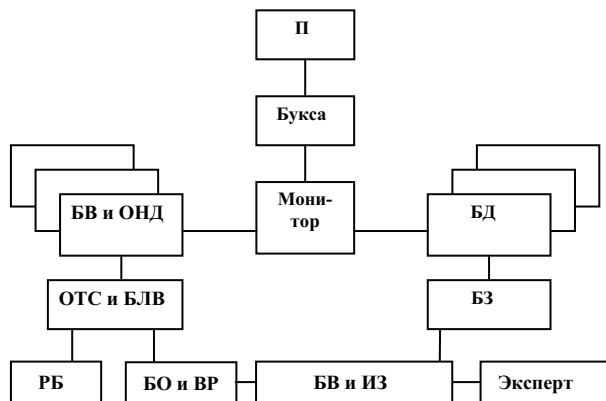 П
Букса
Мони-
тор
БВ и ОНД
БД
ОТС и БЛВ
БЗ
РБ
БО и ВР
БВ и ИЗ
Эксперт